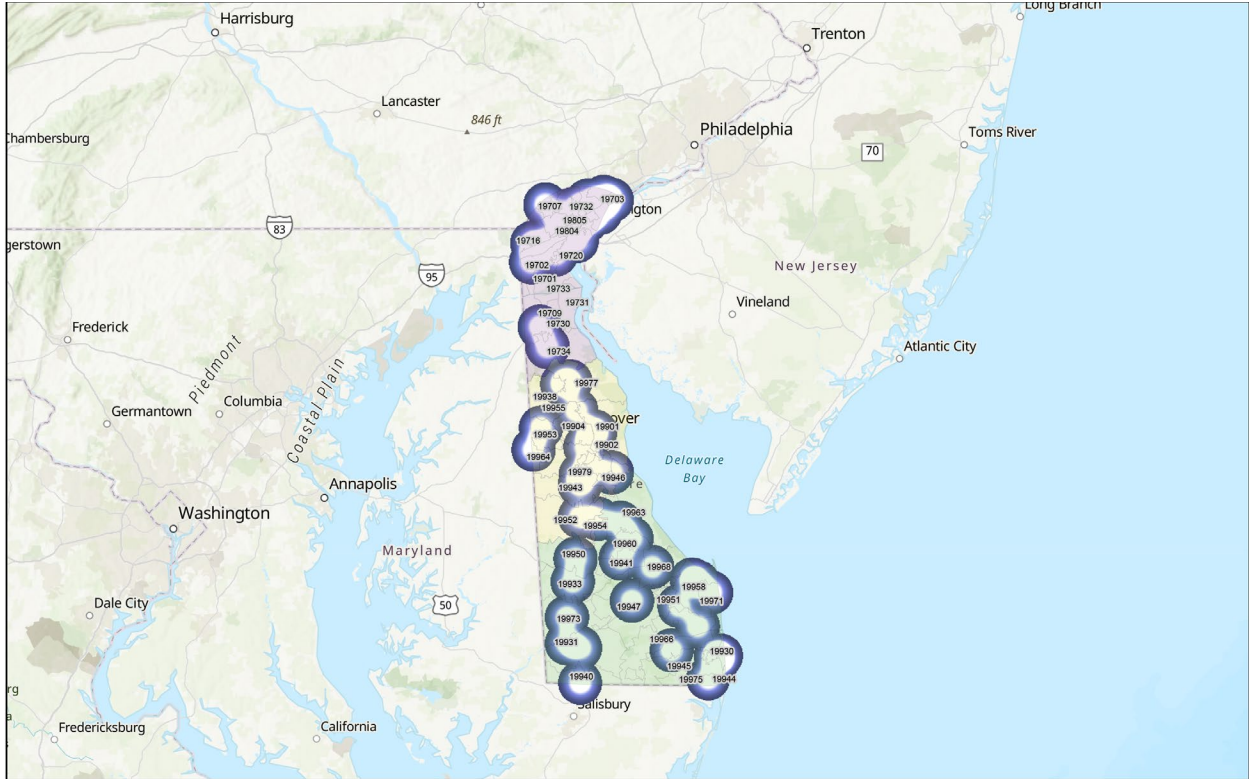 Long Branch
Harrisburg
Trenton
Lancaster
846 ft
Philadelphia
Toms River
70
Chambersburg
19707
19732
19703
ngton
19805
19804
83
19716
gerstown
19720
19702
New Jersey
95
19701
19733
19731
Vineland
19709
19730
Frederick
Atlantic City
19734
Piedmont
Coastal Plain
19977
19938
Columbia
19955
Germantown
over
19904
19901
19953
19902
19964
Delaware
Bay
19979
19946
Annapolis
19943
re
Washington
19963
19952
19954
19960
Maryland
19950
19941
19968
19933
19958
Dale City
50
19951
19971
19947
19973
19931
19966
19930
19945
19940
19975
19944
rg
Salisbury
a
Fredericksburg
California